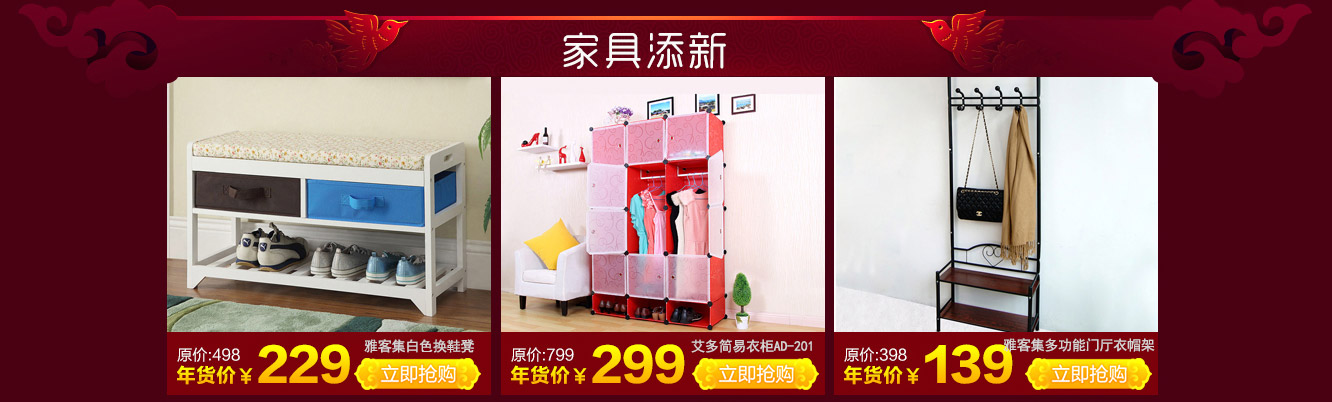 家具添新
原价:498
雅客集白色换鞋凳
年货价￥229
立即抢购
原价:799
艾多简易衣柜AD-201
年货价￥299
立即抢购
原价:398
雅客集多功能门厅衣帽架
年货价￥139
立即抢购